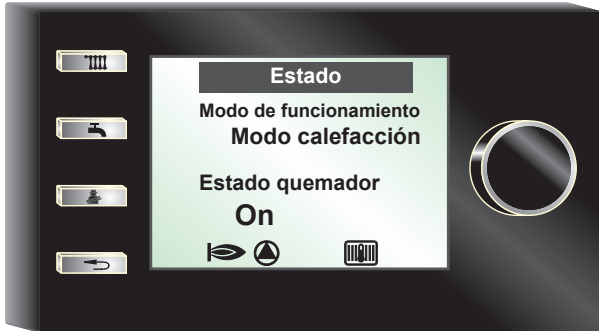 Estado
Modo de funcionamiento
Modo calefacción
Estado quemador
On